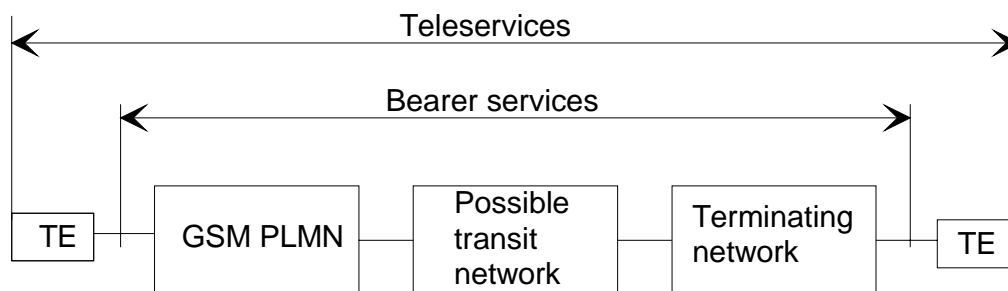 Teleservices
Bearer services
TE
GSM PLMN
Possible
transit
network
Terminating
network
TE